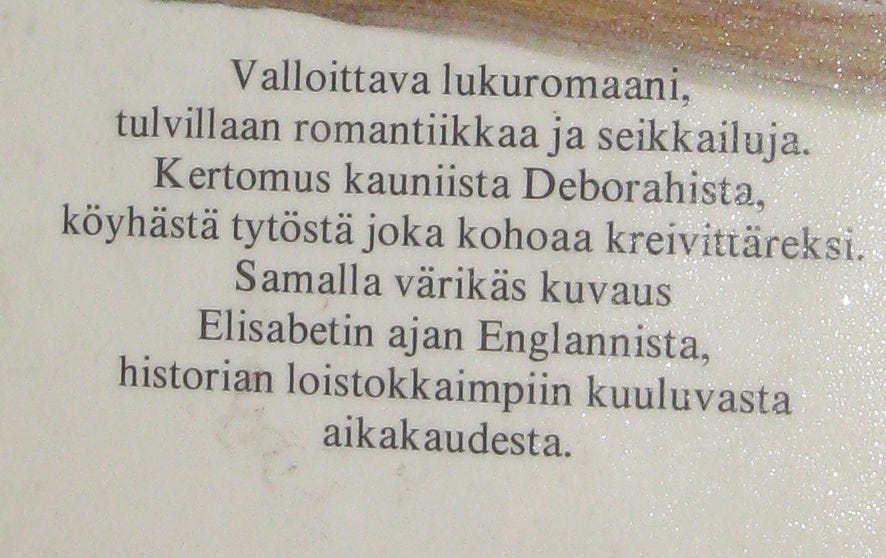 Valloittava lukuromaani,
tulvillaan romantiikkaa ja seikkailuja.
Kertomus kauniista Deborahista,
köyhästä tytöstä joka kohoaa kreivittäreksi.
Samalla värikäs kuvaus
Elisabetin ajan Englannista,
historian loistokkaimpiin kuuluvasta
aikakaudesta.